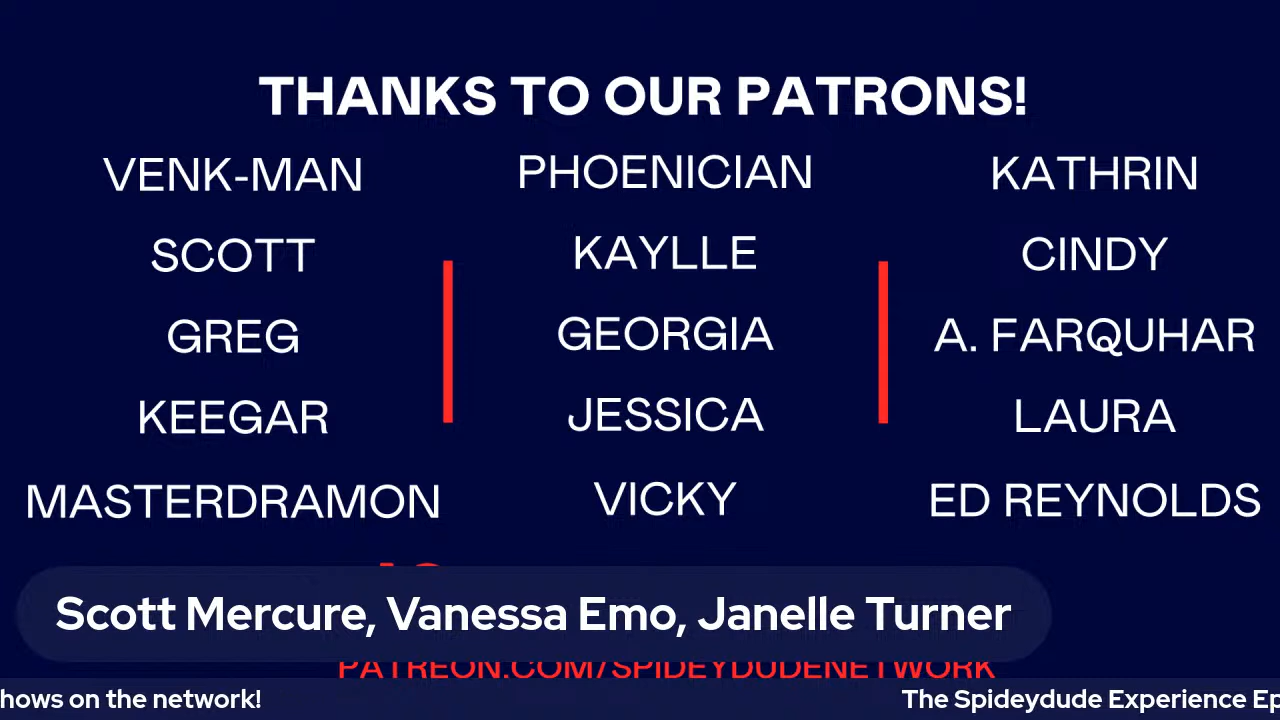 THANKS TO OUR PATRONS!
VENK-MAN
SCOTT
GREG
KEEGAR
MASTERDRAMON
PHOENICIAN
KAYLLE
GEORGIA
JESSICA
VICKY
KATHRIN
CINDY
A. FARQUHAR
LAURA
ED REYNOLDS
Scott Mercure, Vanessa Emo, Janelle Turner
PATREON.COM/SPIDEYDUDENETWORK
hows on the network! The Spideydude Experience Ep